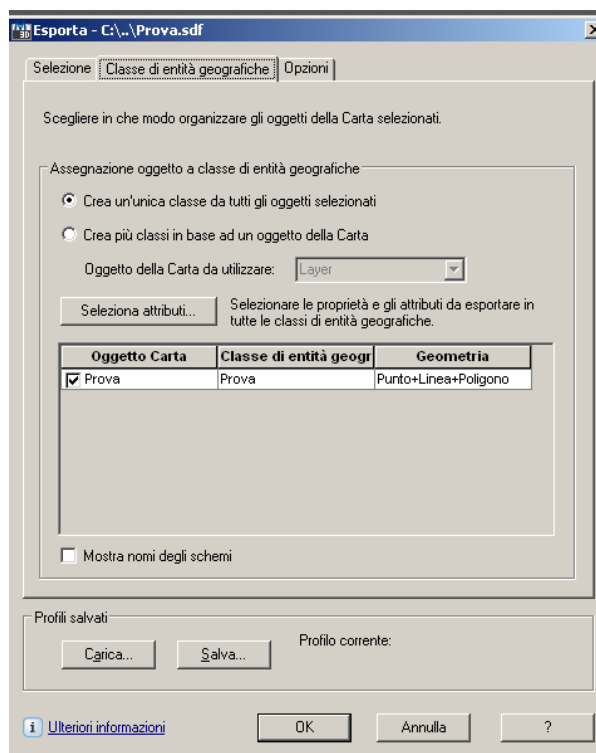 Esporta - C:\..\Prova.sdf
Selezione Classe di entità geografiche Opzioni
Scegliere in che modo organizzare gli oggetti della Carta selezionati.
Assegnazione oggetto a classe di entità geografiche
Crea un'unica classe da tutti gli oggetti selezionati
Crea più classi in base ad un oggetto della Carta
Oggetto della Carta da utilizzare: Layer
Seleziona attributi... Selezionare le proprietà e gli attributi da esportare in
tutte le classi di entità geografiche.
Oggetto Carta Classe di entità geogr Geometria
Prova Prova Punto+Linea+Poligono
Mostra nomi degli schemi
Profili salvati
Carica... Salva... Profilo corrente:
i Ulteriori informazioni OK Annulla ?